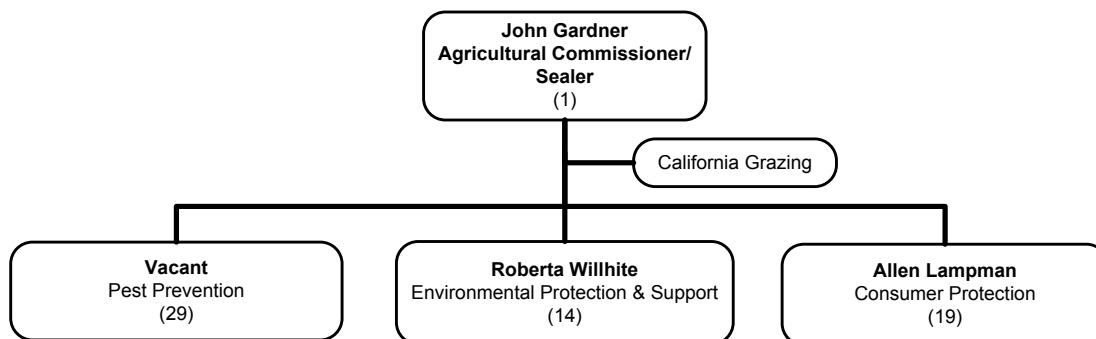 John Gardner
Agricultural Commissioner/
Sealer
(1)
California Grazing
Vacant
Pest Prevention
(29)
Roberta Willhite
Environmental Protection & Support
(14)
Allen Lampman
Consumer Protection
(19)